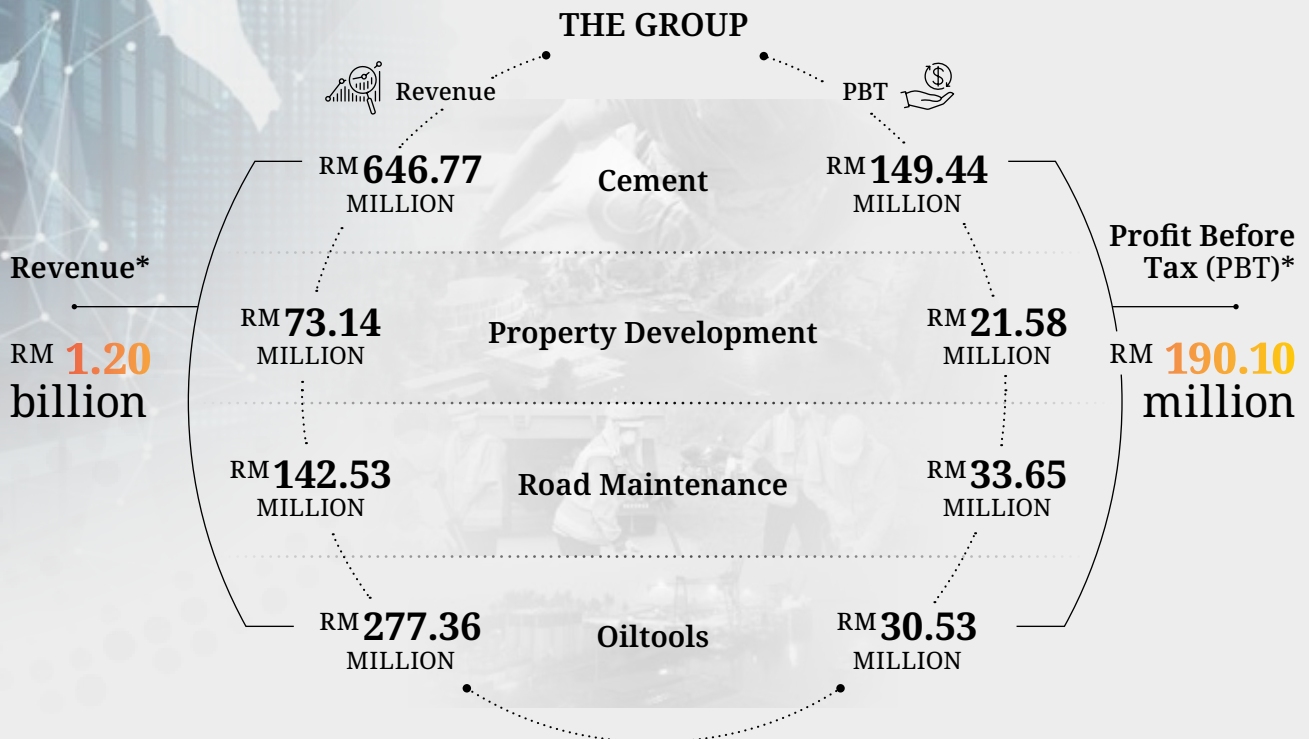 THE GROUP
Revenue
PBT
RM 646.77
MILLION
Cement
RM 149.44
MILLION
Revenue*
RM 1.20
billion
Profit Before
Tax (PBT)*
RM 190.10
million
RM 73.14
MILLION
Property Development
RM 21.58
MILLION
RM 142.53
MILLION
Road Maintenance
RM 33.65
MILLION
RM 277.36
MILLION
Oiltools
RM 30.53
MILLION